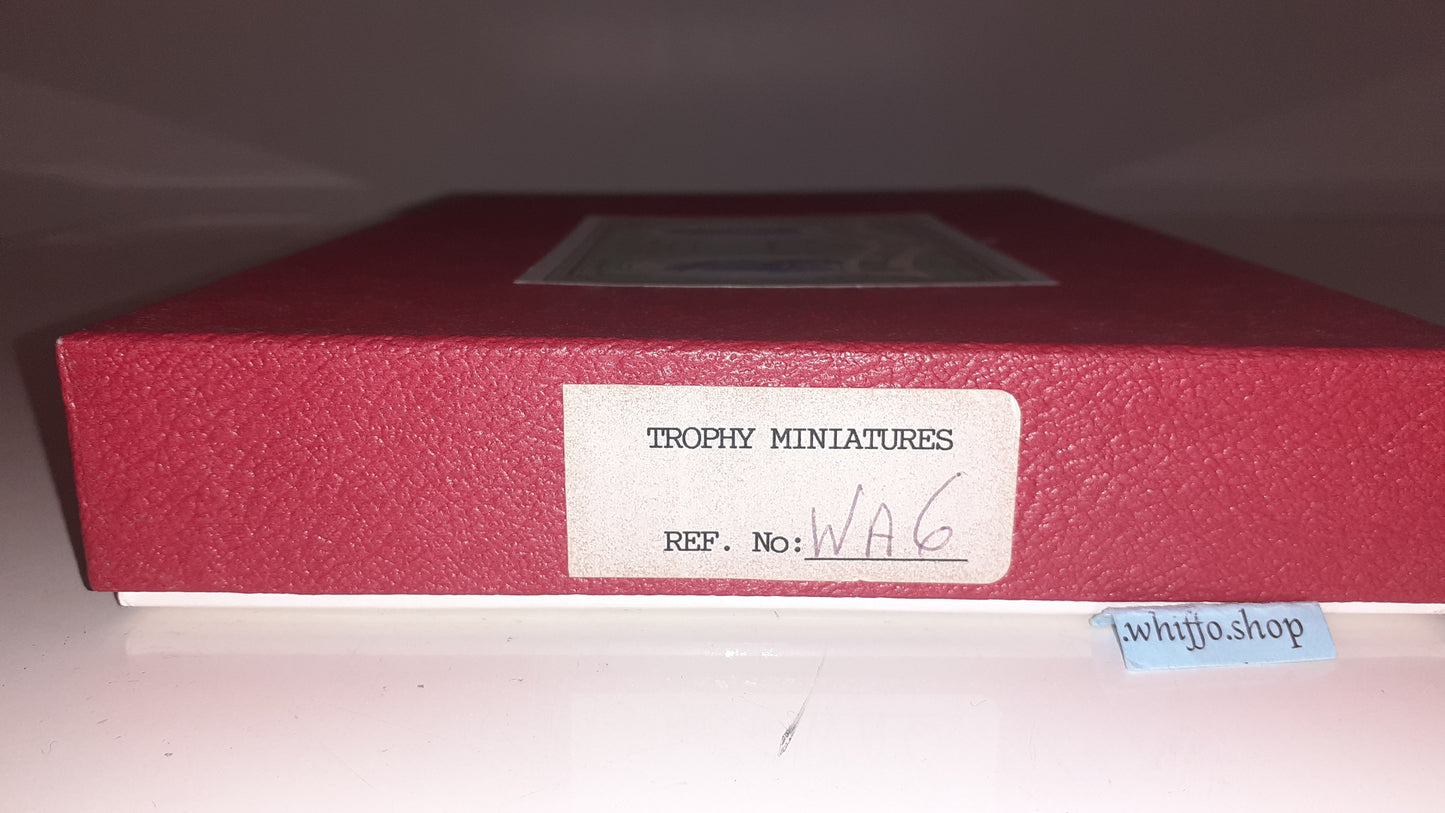 TROPHY MINIATURES
REF. No: WA6
.whiffo.shop